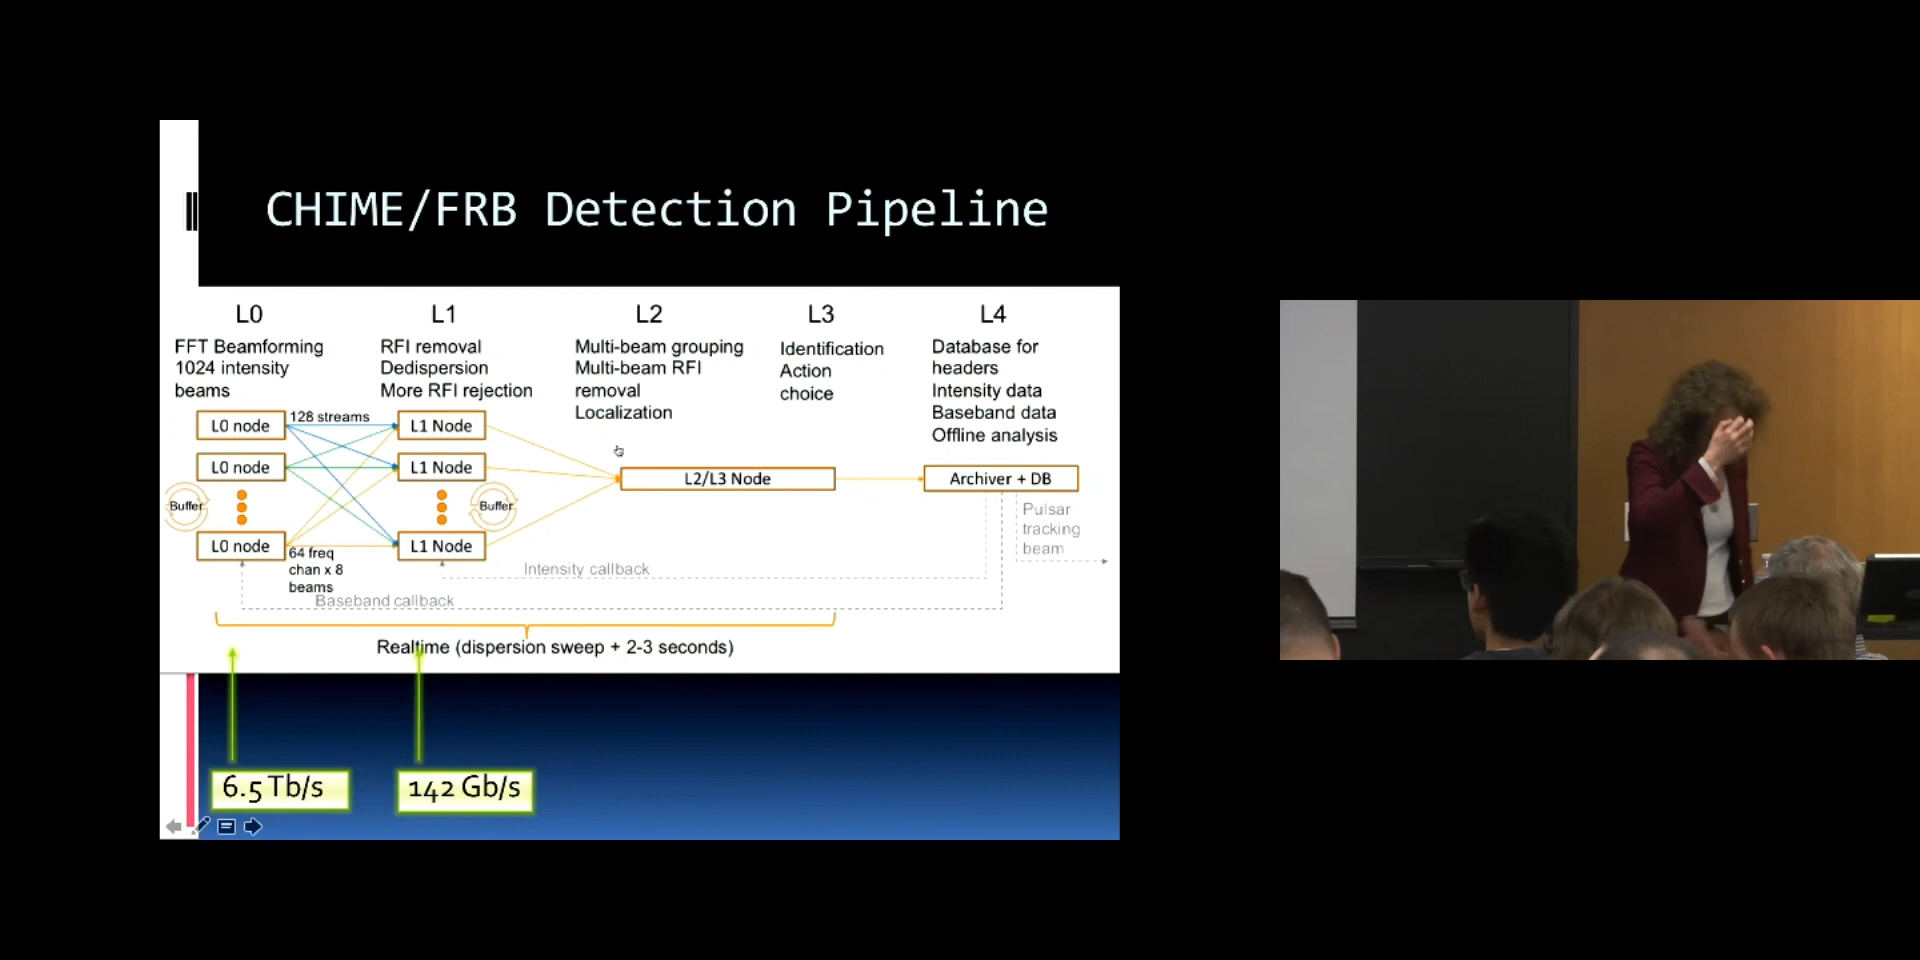 CHIME/FRB Detection Pipeline
L0
FFT Beamforming
1024 intensity
beams
L1
RFI removal
Dedispersion
More RFI rejection
L2
Multi-beam grouping
Multi-beam RFI
removal
Localization
L3
Identification
Action
choice
L4
Database for
headers
Intensity data
Baseband data
Offline analysis
L0 node
128 streams
L1 Node
L0 node
L1 Node
L2/L3 Node
Archiver + DB
Buffer
Buffer
L0 node
64 freq
chan x 8
beams
L1 Node
Pulsar
tracking
beam
Intensity callback
Baseband callback
Realtime (dispersion sweep + 2-3 seconds)
6.5 Tb/s
142 Gb/s